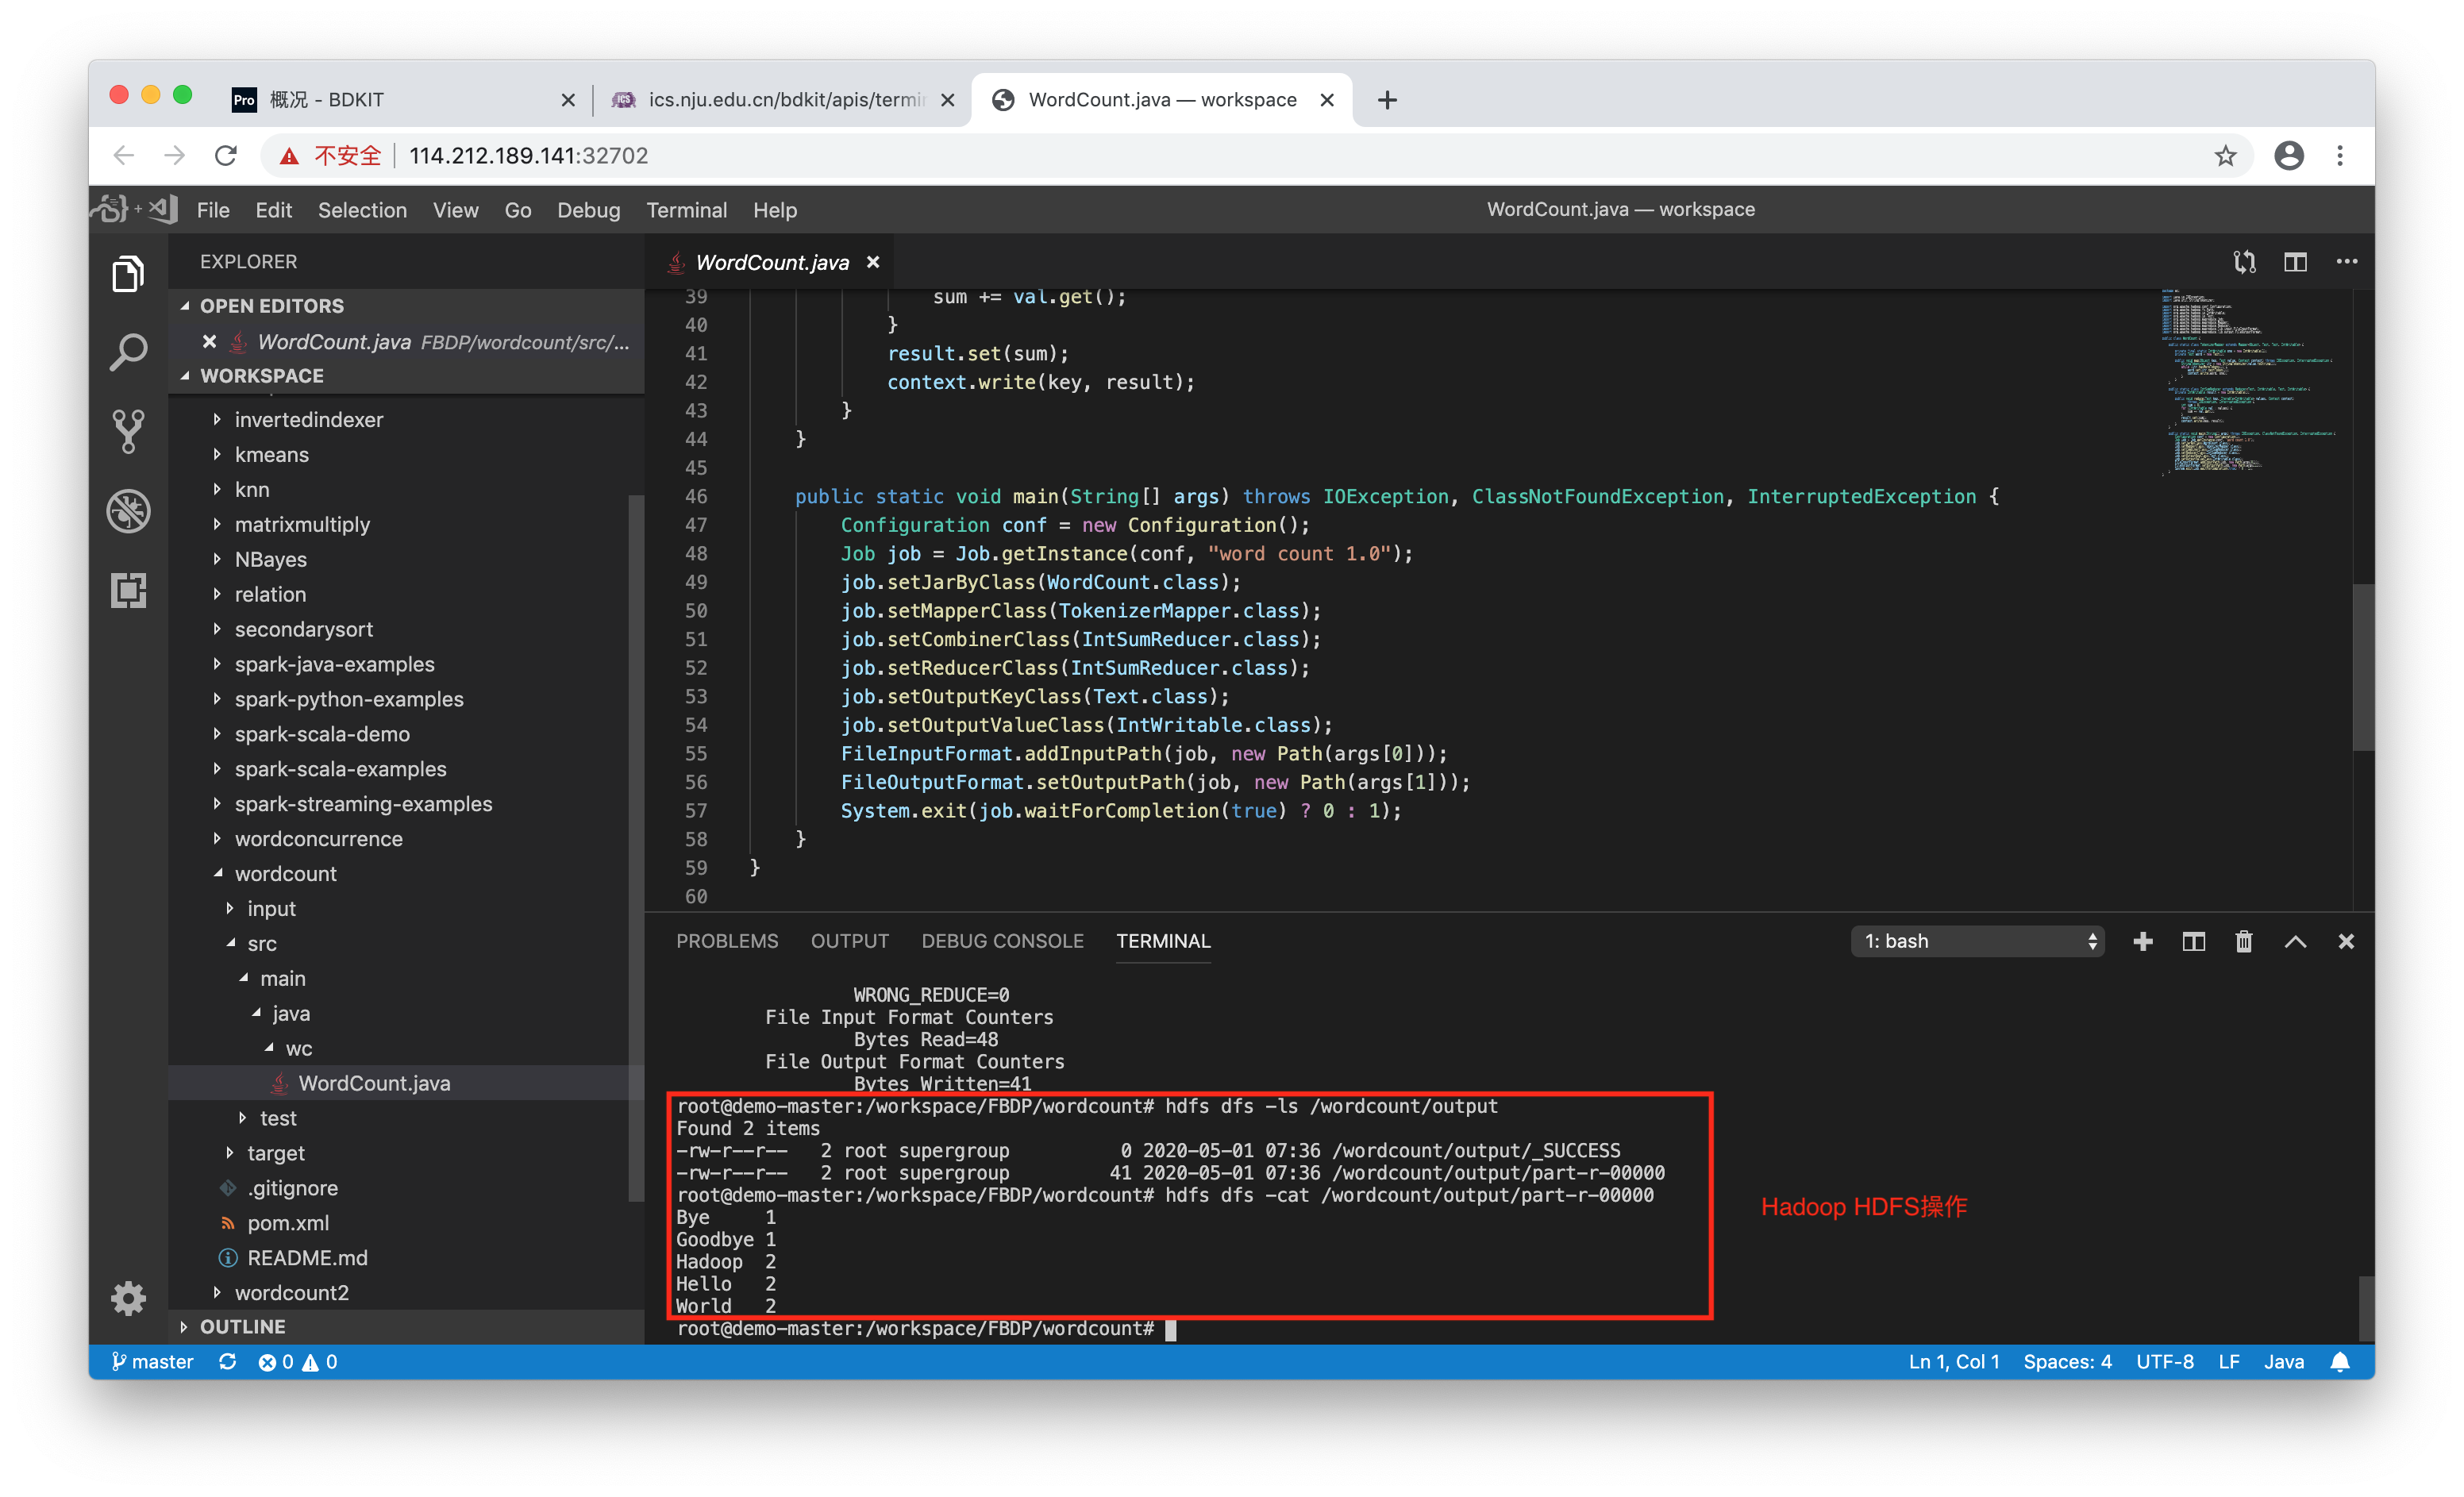 概况 - BDKIT
ics.nju.edu.cn/bdkit/apis/termi
WordCount.java — workspace
不安全 114.212.189.141:32702
File Edit Selection View Go Debug Terminal Help
WordCount.java — workspace
EXPLORER
OPEN EDITORS
WordCount.java FBDP/wordcount/src/...
WORKSPACE
invertedindexer
kmeans
knn
matrixmultiply
NBayes
relation
secondarysort
spark-java-examples
spark-python-examples
spark-scala-demo
spark-scala-examples
spark-streaming-examples
wordconcurrence
wordcount
input
src
main
java
wc
WordCount.java
test
target
.gitignore
pom.xml
README.md
wordcount2
OUTLINE
WordCount.java
39 sum += val.get();
40 }
41 result.set(sum);
42 context.write(key, result);
43 }
44 }
45
46 public static void main(String[] args) throws IOException, ClassNotFoundException, InterruptedException {
47 Configuration conf = new Configuration();
48 Job job = Job.getInstance(conf, "word count 1.0");
49 job.setJarByClass(WordCount.class);
50 job.setMapperClass(TokenizerMapper.class);
51 job.setCombinerClass(IntSumReducer.class);
52 job.setReducerClass(IntSumReducer.class);
53 job.setOutputKeyClass(Text.class);
54 job.setOutputValueClass(IntWritable.class);
55 FileInputFormat.addInputPath(job, new Path(args[0]));
56 FileOutputFormat.setOutputPath(job, new Path(args[1]));
57 System.exit(job.waitForCompletion(true) ? 0 : 1);
58 }
59 }
60
PROBLEMS OUTPUT DEBUG CONSOLE TERMINAL
1: bash
WRONG_REDUCE=0
File Input Format Counters
Bytes Read=48
File Output Format Counters
Bytes Written=41
root@demo-master:/workspace/FBDP/wordcount# hdfs dfs -ls /wordcount/output
Found 2 items
-rw-r--r-- 2 root supergroup 0 2020-05-01 07:36 /wordcount/output/_SUCCESS
-rw-r--r-- 2 root supergroup 41 2020-05-01 07:36 /wordcount/output/part-r-00000
root@demo-master:/workspace/FBDP/wordcount# hdfs dfs -cat /wordcount/output/part-r-00000
Bye 1
Goodbye 1
Hadoop 2
Hello 2
World 2
root@demo-master:/workspace/FBDP/wordcount#
Hadoop HDFS操作
master 0 0
Ln 1, Col 1 Spaces: 4 UTF-8 LF Java